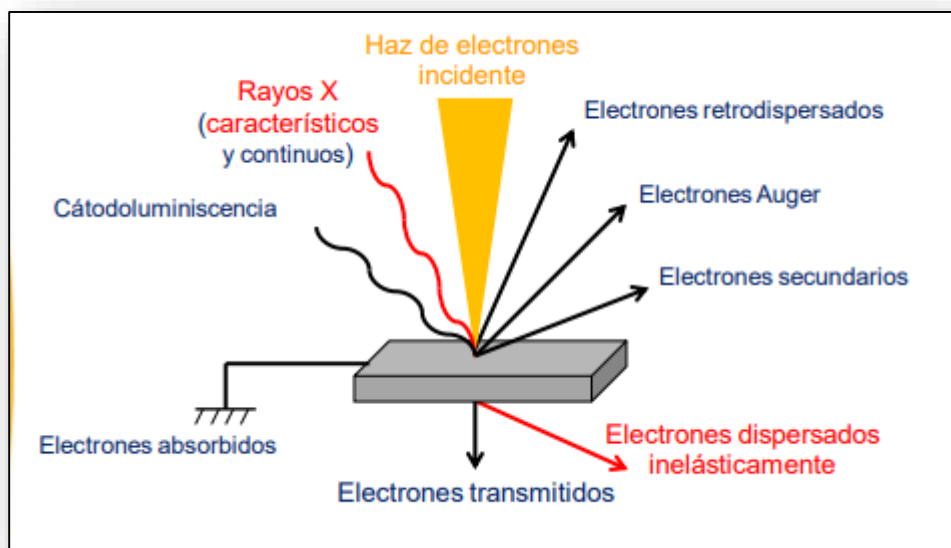 Haz de electrones
incidente
Rayos X
(característicos
y continuos)
Electrones retrodispersados
Cátodoluminiscencia
Electrones Auger
Electrones secundarios
Electrones absorbidos
Electrones dispersados
inelásticamente
Electrones transmitidos